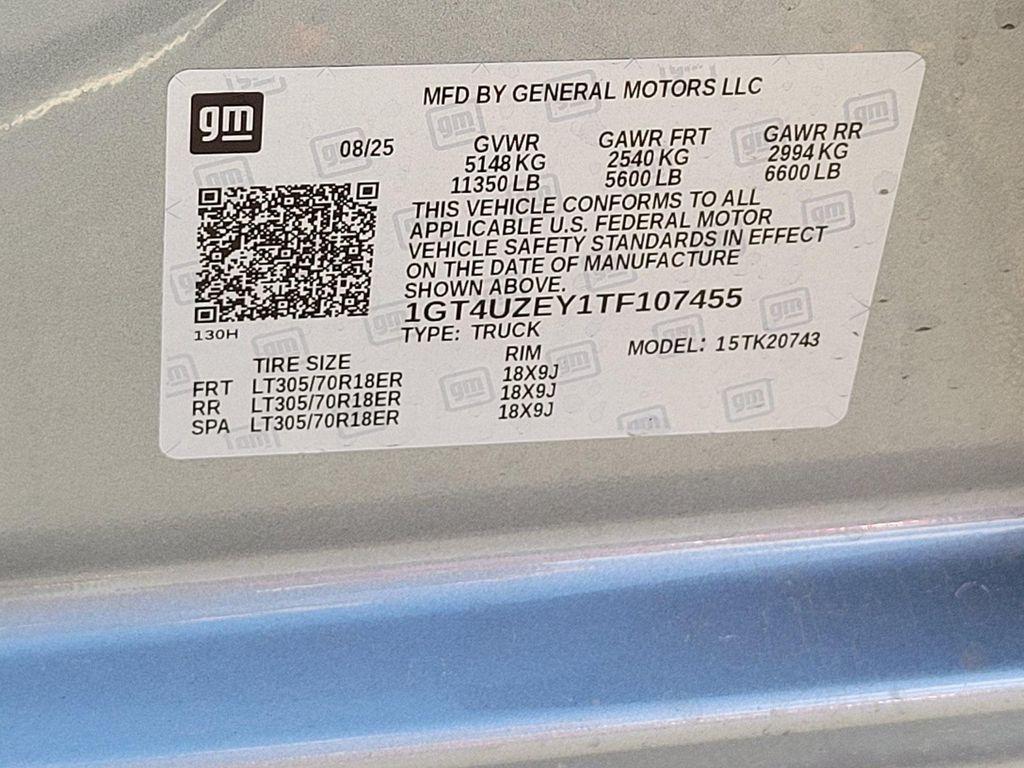 gm
MFD BY GENERAL MOTORS LLC
08/25
GVWR GAWR FRT GAWR RR
5148 KG 2540 KG 2994 KG
11350 LB 5600 LB 6600 LB
THIS VEHICLE CONFORMS TO ALL
APPLICABLE U.S. FEDERAL MOTOR
VEHICLE SAFETY STANDARDS IN EFFECT
ON THE DATE OF MANUFACTURE
SHOWN ABOVE.
1GT4UZEY1TF107455
130H
TYPE: TRUCK MODEL: 15TK20743
TIRE SIZE RIM
FRT LT305/70R18ER 18X9J
RR LT305/70R18ER 18X9J
SPA LT305/70R18ER 18X9J